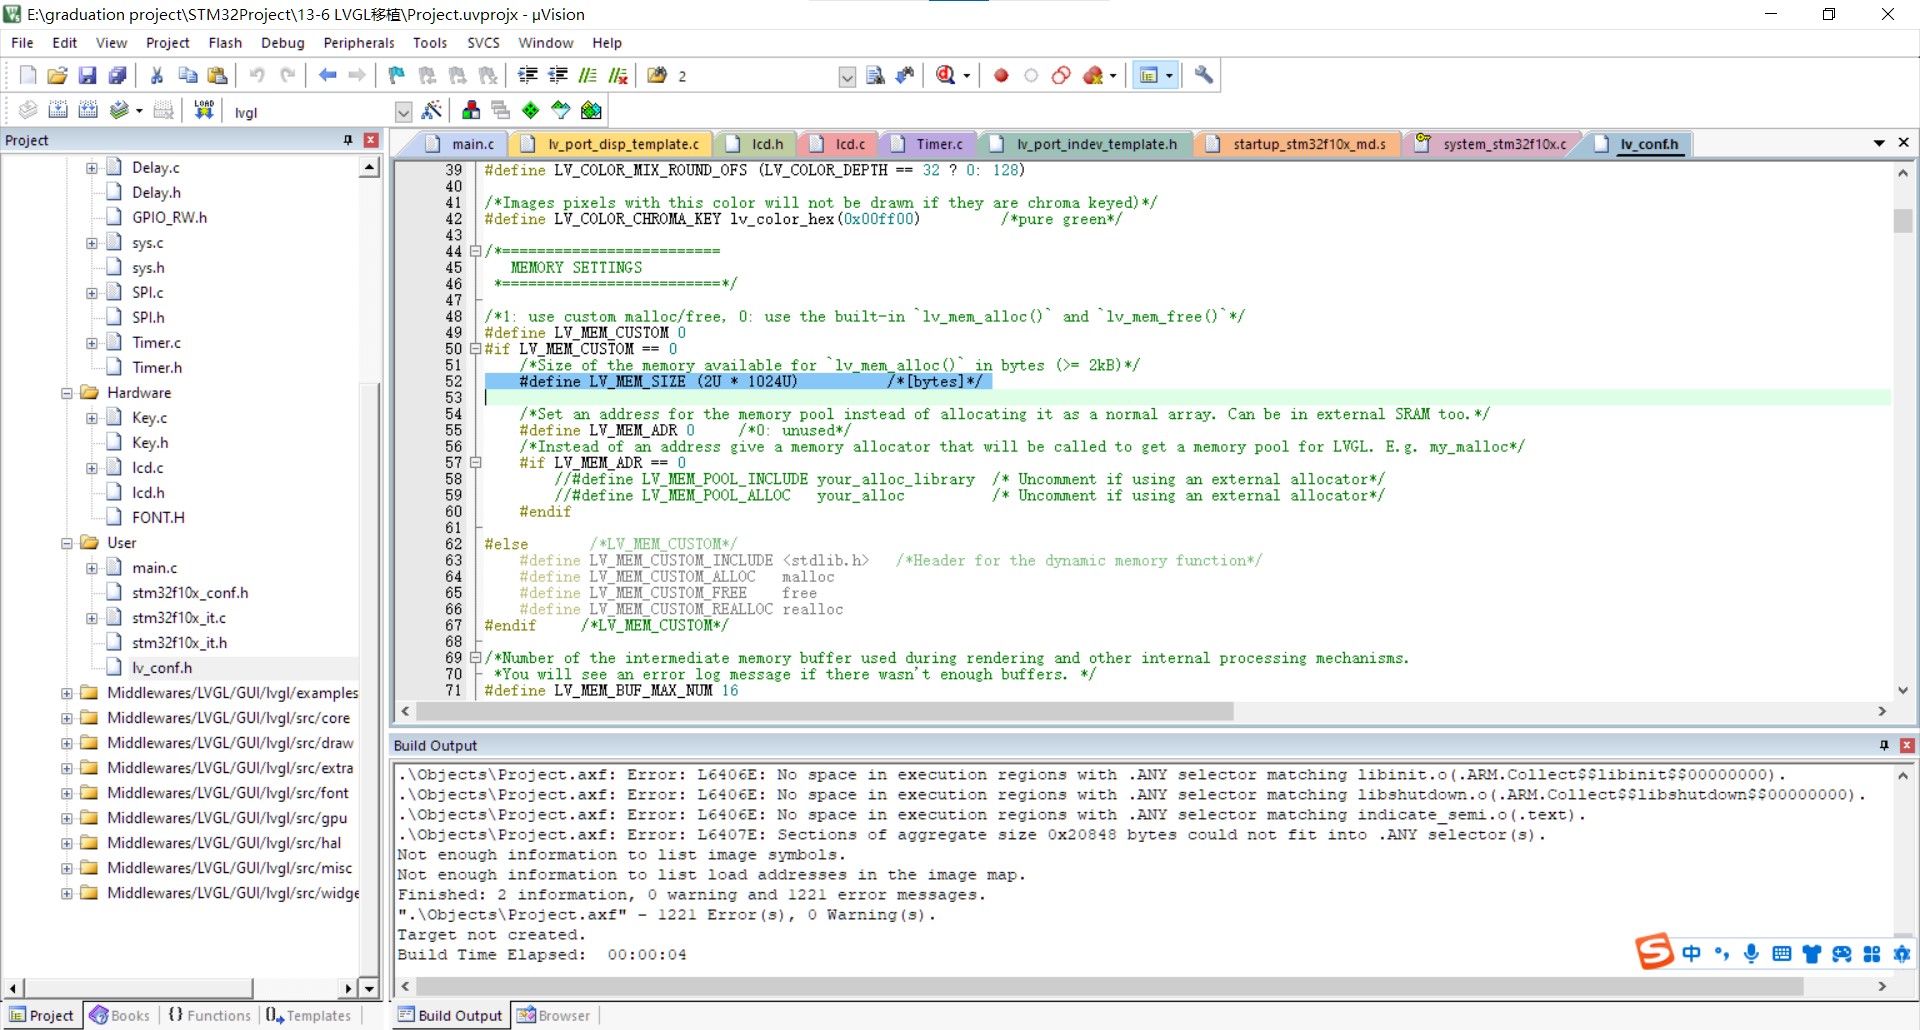 E:\graduation project\STM32Project\13-6 LVGL移植\Project.uvprojx - µVision
File Edit View Project Flash Debug Peripherals Tools SVCS Window Help
2
LOAD lvgl
Project
Delay.c
Delay.h
GPIO_RW.h
sys.c
sys.h
SPI.c
SPI.h
Timer.c
Timer.h
Hardware
Key.c
Key.h
lcd.c
lcd.h
FONT.H
User
main.c
stm32f10x_conf.h
stm32f10x_it.c
stm32f10x_it.h
lv_conf.h
Middlewares/LVGL/GUI/lvgl/examples
Middlewares/LVGL/GUI/lvgl/src/core
Middlewares/LVGL/GUI/lvgl/src/draw
Middlewares/LVGL/GUI/lvgl/src/extra
Middlewares/LVGL/GUI/lvgl/src/font
Middlewares/LVGL/GUI/lvgl/src/gpu
Middlewares/LVGL/GUI/lvgl/src/hal
Middlewares/LVGL/GUI/lvgl/src/misc
Middlewares/LVGL/GUI/lvgl/src/widge
Project Books {} Functions Templates
main.c lv_port_disp_template.c lcd.h lcd.c Timer.c lv_port_indev_template.h startup_stm32f10x_md.s system_stm32f10x.c lv_conf.h
39 #define LV_COLOR_MIX_ROUND_OFS (LV_COLOR_DEPTH == 32 ? 0: 128)
40
41 /*Images pixels with this color will not be drawn if they are chroma keyed)*/
42 #define LV_COLOR_CHROMA_KEY lv_color_hex(0x00ff00) /*pure green*/
43
44 /*=========================
45 MEMORY SETTINGS
46 *=========================*/
47
48 /*1: use custom malloc/free, 0: use the built-in `lv_mem_alloc()` and `lv_mem_free()`*/
49 #define LV_MEM_CUSTOM 0
50 #if LV_MEM_CUSTOM == 0
51 /*Size of the memory available for `lv_mem_alloc()` in bytes (>= 2kB)*/
52 #define LV_MEM_SIZE (2U * 1024U) /*[bytes]*/
53
54 /*Set an address for the memory pool instead of allocating it as a normal array. Can be in external SRAM too.*/
55 #define LV_MEM_ADR 0 /*0: unused*/
56 /*Instead of an address give a memory allocator that will be called to get a memory pool for LVGL. E.g. my_malloc*/
57 #if LV_MEM_ADR == 0
58 //#define LV_MEM_POOL_INCLUDE your_alloc_library /* Uncomment if using an external allocator*/
59 //#define LV_MEM_POOL_ALLOC your_alloc /* Uncomment if using an external allocator*/
60 #endif
61
62 #else /*LV_MEM_CUSTOM*/
63 #define LV_MEM_CUSTOM_INCLUDE <stdlib.h> /*Header for the dynamic memory function*/
64 #define LV_MEM_CUSTOM_ALLOC malloc
65 #define LV_MEM_CUSTOM_FREE free
66 #define LV_MEM_CUSTOM_REALLOC realloc
67 #endif /*LV_MEM_CUSTOM*/
68
69 /*Number of the intermediate memory buffer used during rendering and other internal processing mechanisms.
70 *You will see an error log message if there wasn't enough buffers. */
71 #define LV_MEM_BUF_MAX_NUM 16
Build Output
.\Objects\Project.axf: Error: L6406E: No space in execution regions with .ANY selector matching libinit.o(.ARM.Collect$$libinit$$00000000).
.\Objects\Project.axf: Error: L6406E: No space in execution regions with .ANY selector matching libshutdown.o(.ARM.Collect$$libshutdown$$00000000).
.\Objects\Project.axf: Error: L6406E: No space in execution regions with .ANY selector matching indicate_semi.o(.text).
.\Objects\Project.axf: Error: L6407E: Sections of aggregate size 0x20848 bytes could not fit into .ANY selector(s).
Not enough information to list image symbols.
Not enough information to list load addresses in the image map.
Finished: 2 information, 0 warning and 1221 error messages.
".\Objects\Project.axf" - 1221 Error(s), 0 Warning(s).
Target not created.
Build Time Elapsed:  00:00:04
中
Build Output Browser